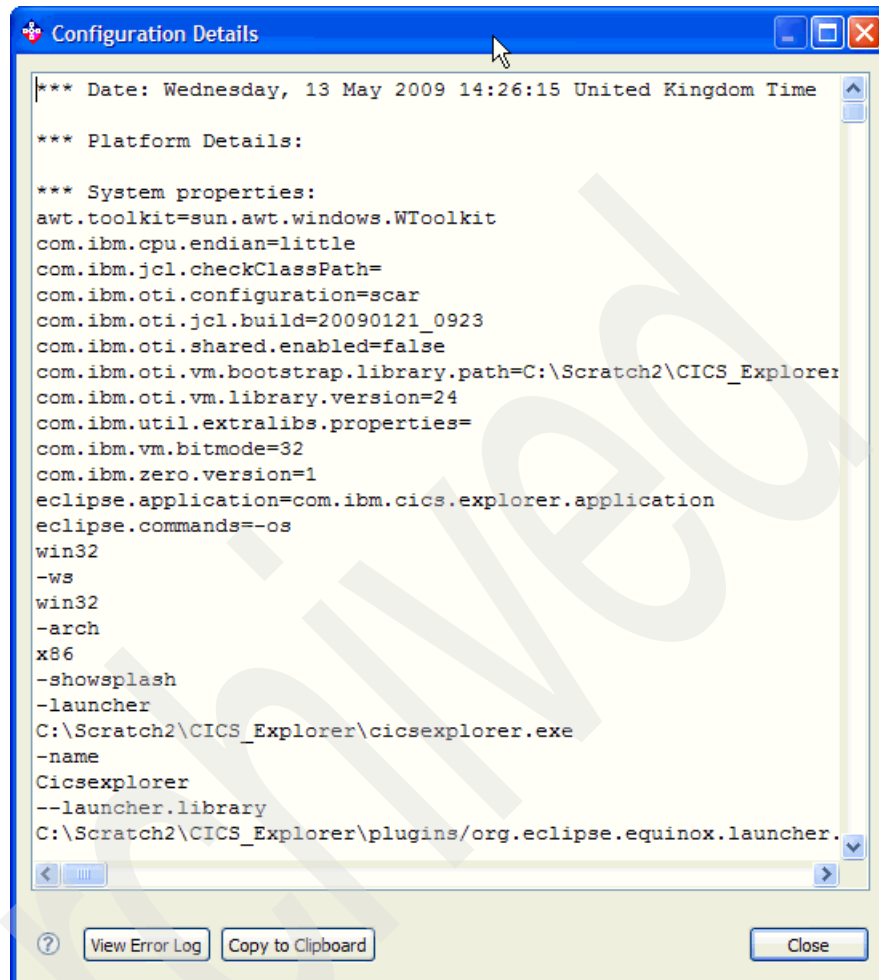 Configuration Details
*** Date: Wednesday, 13 May 2009 14:26:15 United Kingdom Time
*** Platform Details:
*** System properties:
awt.toolkit=sun.awt.windows.WToolkit
com.ibm.cpu.endian=little
com.ibm.jcl.checkClassPath=
com.ibm.oti.configuration=scar
com.ibm.oti.jcl.build=20090121_0923
com.ibm.oti.shared.enabled=false
com.ibm.oti.vm.bootstrap.library.path=C:\Scratch2\CICS_Explorer
com.ibm.oti.vm.library.version=24
com.ibm.util.extralibs.properties=
com.ibm.vm.bitmode=32
com.ibm.zero.version=1
eclipse.application=com.ibm.cics.explorer.application
eclipse.commands=-os
win32
-ws
win32
-arch
x86
-showsplash
-launcher
C:\Scratch2\CICS_Explorer\cicsexplorer.exe
-name
Cicsexplorer
--launcher.library
C:\Scratch2\CICS_Explorer\plugins/org.eclipse.equinox.launcher.
? View Error Log Copy to Clipboard Close
chived